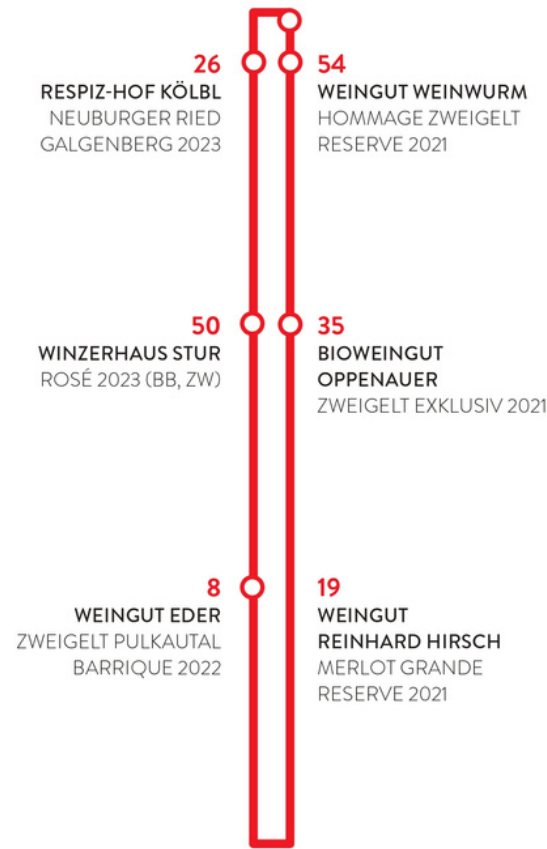 26
RESPIZ-HOF KÖLBL
NEUBURGER RIED
GALGENBERG 2023
54
WEINGUT WEINWURM
HOMMAGE ZWEIGELT
RESERVE 2021
50
WINZERHAUS STUR
ROSÉ 2023 (BB, ZW)
35
BIOWEINGUT
OPPENAUER
ZWEIGELT EXKLUSIV 2021
8
WEINGUT EDER
ZWEIGELT PULKAUTAL
BARRIQUE 2022
19
WEINGUT
REINHARD HIRSCH
MERLOT GRANDE
RESERVE 2021